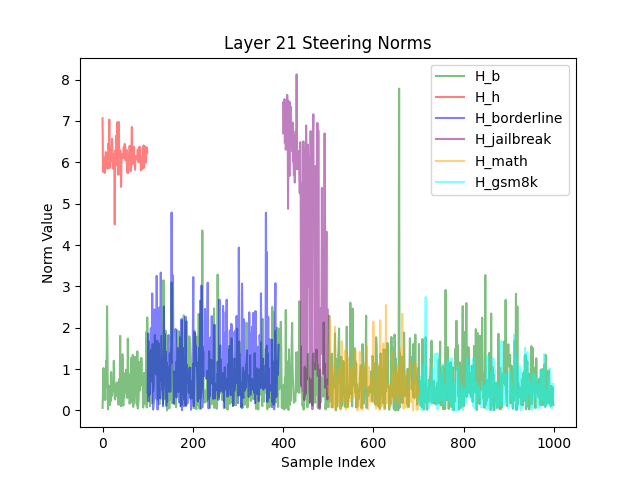 Layer 21 Steering Norms
Norm Value
8
7
6
5
4
3
2
1
0
H_b
H_h
H_borderline
H_jailbreak
H_math
H_gsm8k
0 200 400 600 800 1000
Sample Index